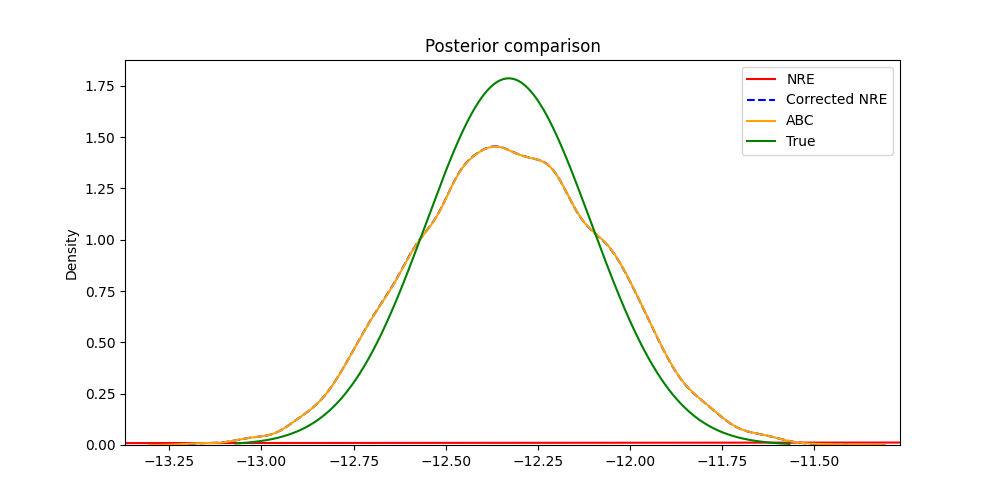 Posterior comparison
NRE
Corrected NRE
ABC
True
Density
1.75
1.50
1.25
1.00
0.75
0.50
0.25
0.00
−13.25
−13.00
−12.75
−12.50
−12.25
−12.00
−11.75
−11.50